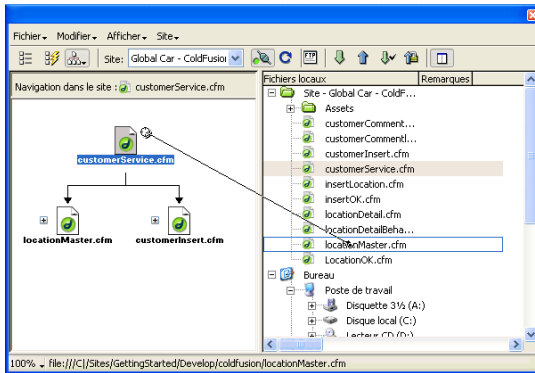 Fichier Modifier Afficher Site
Site: Global Car - ColdFusion
Navigation dans le site : customerService.cfm
customerService.cfm
locationMaster.cfm
customerInsert.cfm
Fichiers locaux Remarques
Site - Global Car - ColdF...
Assets
customerComment...
customerCommentI...
customerInsert.cfm
customerService.cfm
insertLocation.cfm
insertOK.cfm
locationDetail.cfm
locationDetailBeha...
locationMaster.cfm
LocationOK.cfm
Bureau
Poste de travail
Disquette 3½ (A:)
Disque local (C:)
Lecteur CD (D:)
100% file:///C|/Sites/GettingStarted/Develop/coldfusion/locationMaster.cfm